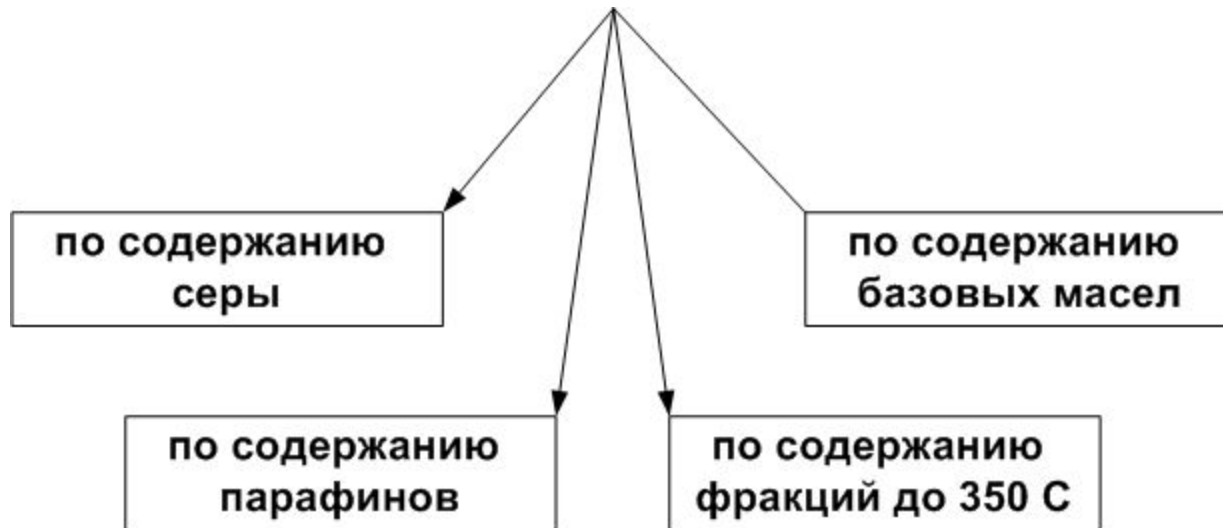 по содержанию
серы
по содержанию
базовых масел
по содержанию
парафинов
по содержанию
фракций до 350 С